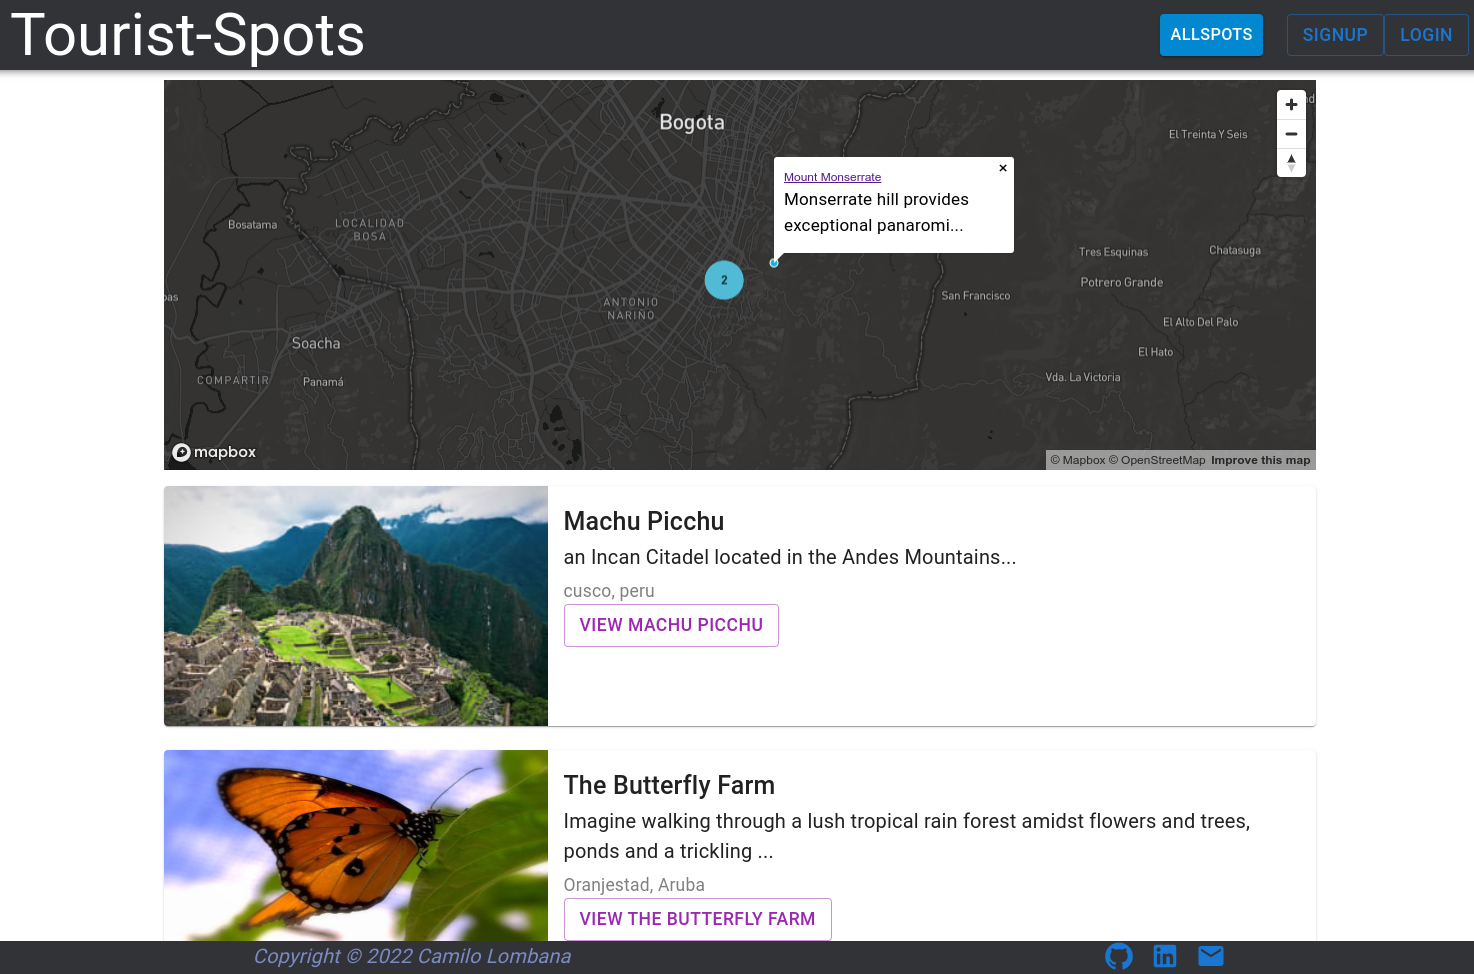 Tourist-Spots
ALLSPOTS
SIGNUP
LOGIN
Bogota
El Treinta Y Seis
Mount Monserrate
×
Monserrate hill provides
exceptional panaromi...
Bosatama
LOCALIDAD
BOSA
Tres Esquinas
Chatasuga
2
Potrero Grande
San Francisco
ANTONIO
NARIÑO
El Alto Del Palo
Soacha
El Hato
COMPARTIR
Panamá
Vda. La Victoria
mapbox
© Mapbox © OpenStreetMap Improve this map
Machu Picchu
an Incan Citadel located in the Andes Mountains...
cusco, peru
VIEW MACHU PICCHU
The Butterfly Farm
Imagine walking through a lush tropical rain forest amidst flowers and trees,
ponds and a trickling ...
Oranjestad, Aruba
VIEW THE BUTTERFLY FARM
Copyright © 2022 Camilo Lombana
in